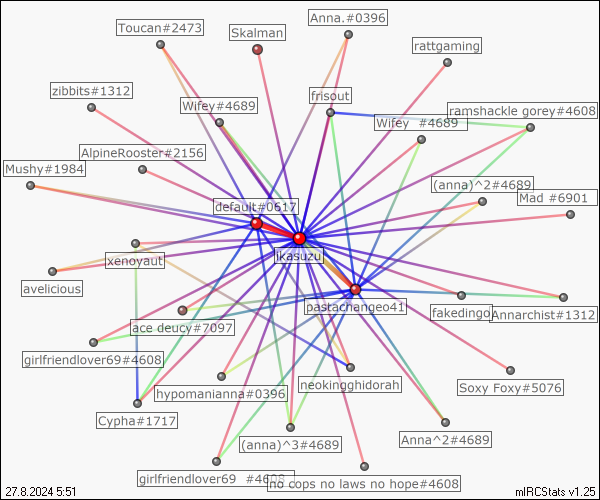 Toucan#2473
Skalman
Anna.#0396
rattgaming
zibbits#1312
Wifey#4689
frisout
ramshackle gorey#4608
Wifey #4689
AlpineRooster#2156
Mushy#1984
(anna)^2#4689
Mad #6901
default#0617
ikasuzu
xenoyaut
avelicious
pastachangeo41
fakedingo
Annarchist#1312
ace deucy#7097
girlfriendlover69#4608
hypomanianna#0396
neokingghidorah
Soxy Foxy#5076
Cypha#1717
(anna)^3#4689
Anna^2#4689
girlfriendlover69 #4608
no cops no laws no hope#4608
27.8.2024 5:51
mIRCStats v1.25